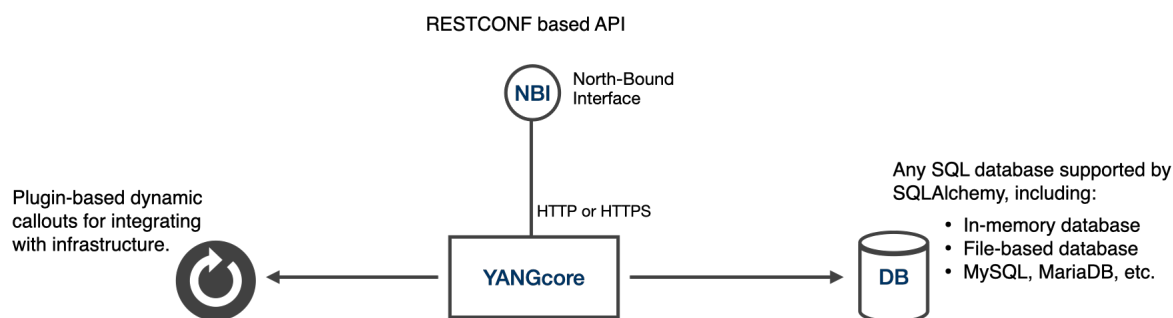 RESTCONF based API
NBI
North-Bound
Interface
HTTP or HTTPS
Plugin-based dynamic
callouts for integrating
with infrastructure.
YANGcore
Any SQL database supported by
SQLAlchemy, including:
• In-memory database
• File-based database
• MySQL, MariaDB, etc.
DB